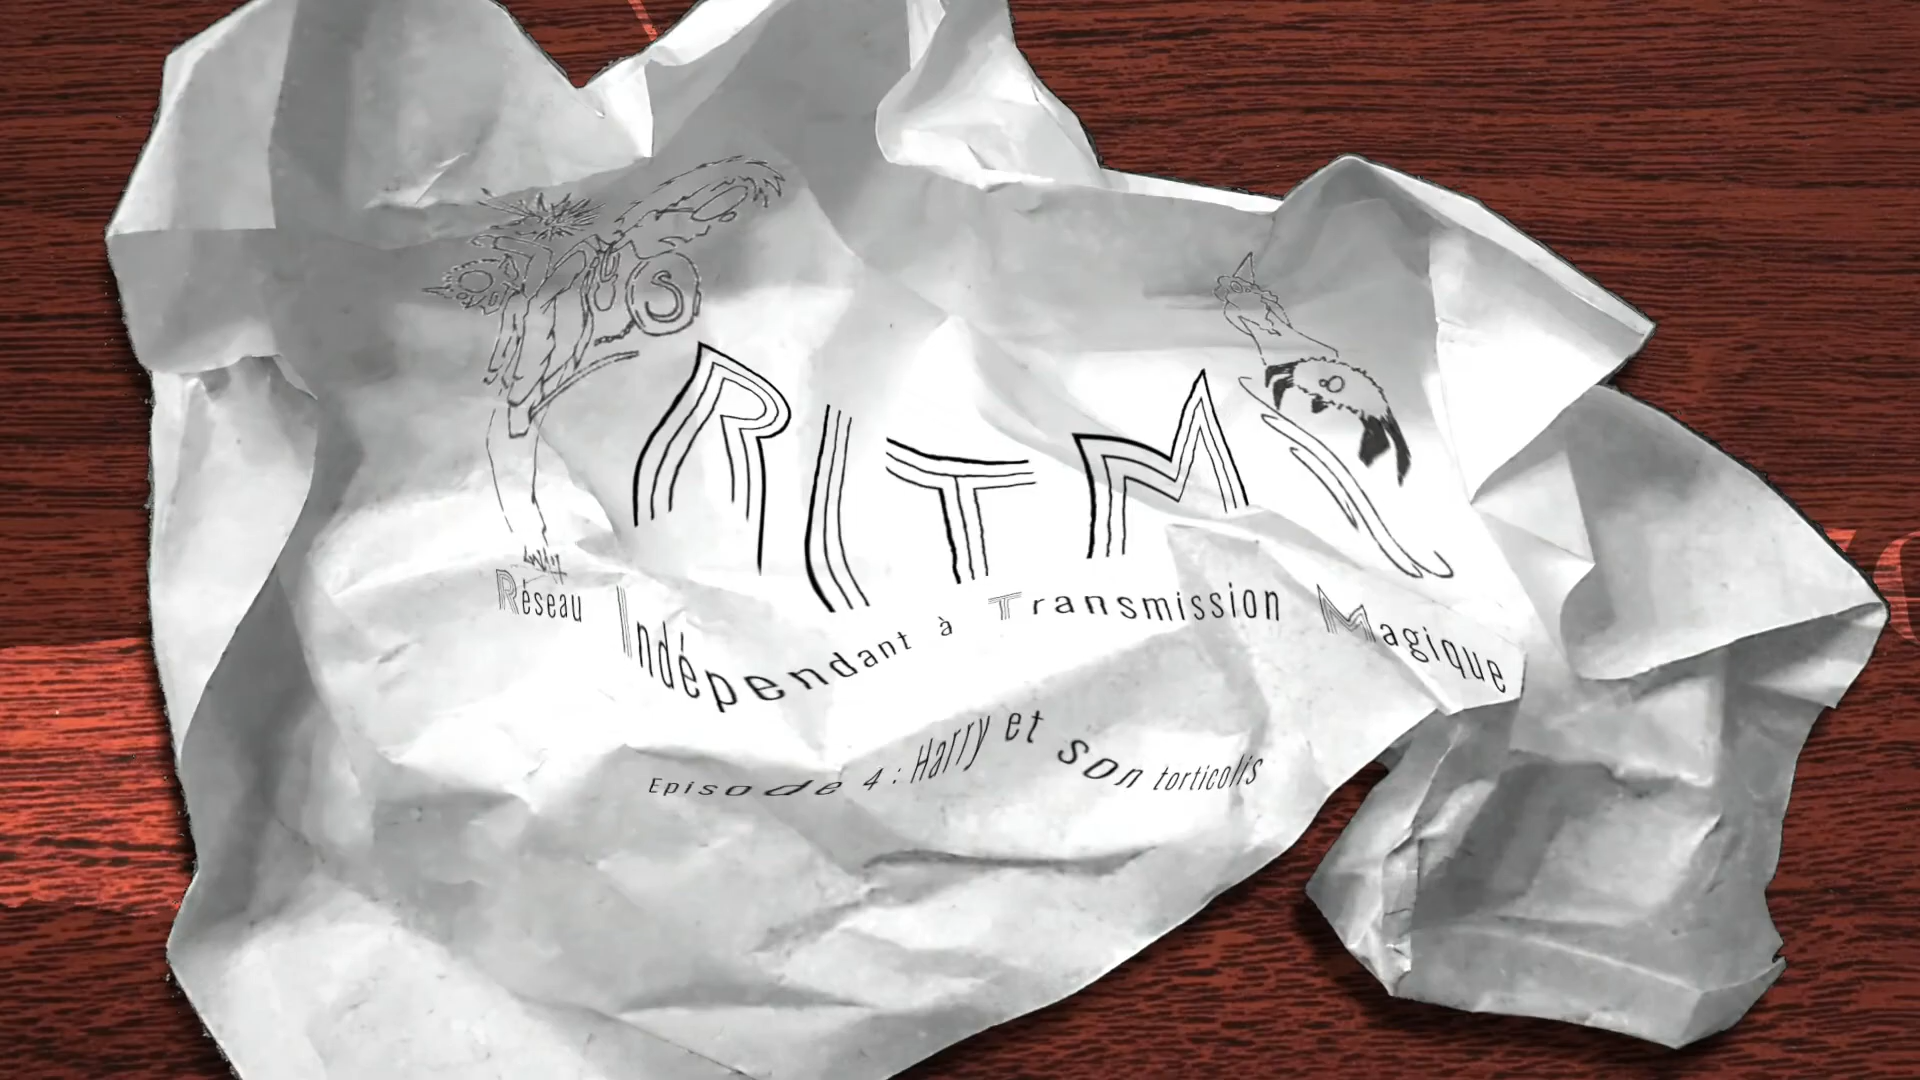 RITM
Réseau Indépendant à Transmission Magique
Episode 4 : Harry et son torticolis